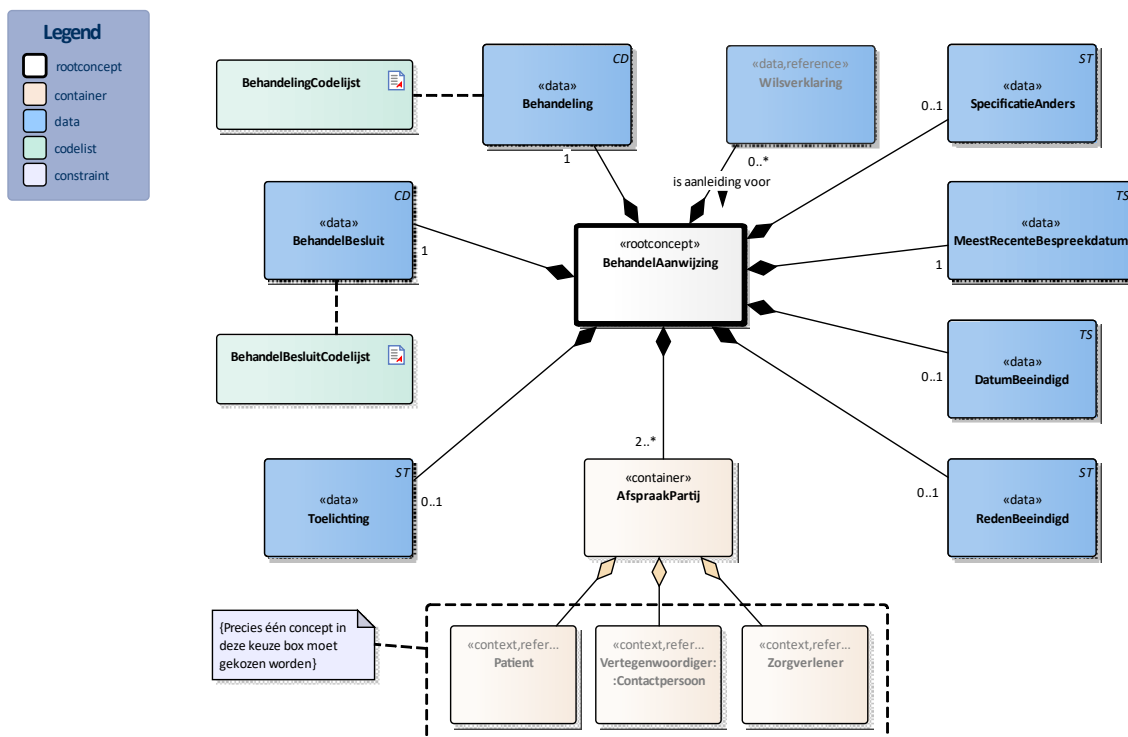 Legend
rootconcept
container
data
codelist
constraint
BehandelingCodelijst
CD
«data»
Behandeling
1
«data,reference»
Wilsverklaring
0..*
is aanleiding voor
ST
«data»
SpecificatieAnders
0..1
CD
«data»
BehandelBesluit
1
«rootconcept»
BehandelAanwijzing
TS
«data»
MeestRecenteBespreekdatum
1
BehandelBesluitCodelijst
TS
«data»
DatumBeeindigd
0..1
ST
«data»
Toelichting
0..1
2..*
«container»
AfspraakPartij
ST
«data»
RedenBeeindigd
0..1
{Precies één concept in
deze keuze box moet
gekozen worden}
«context,refer...
Patient
«context,refer...
Vertegenwoordiger:
:Contactpersoon
«context,refer...
Zorgverlener